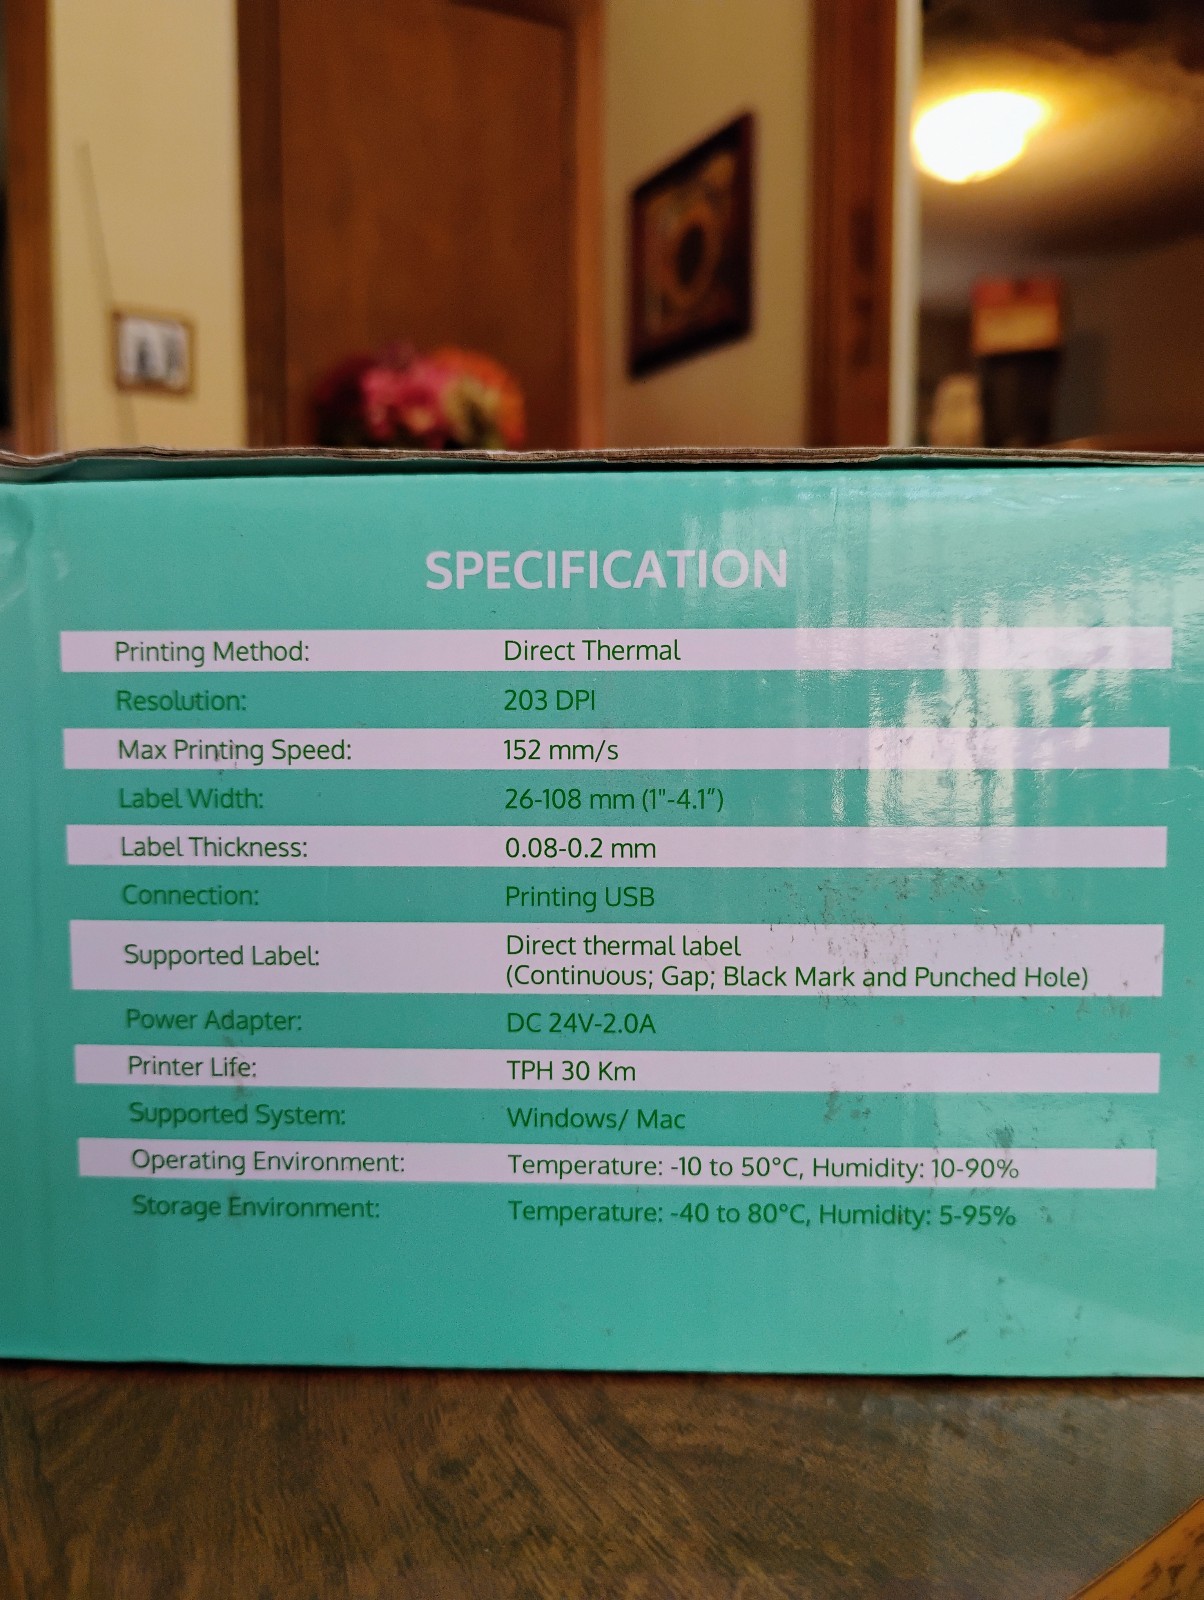 SPECIFICATION
Printing Method: Direct Thermal
Resolution: 203 DPI
Max Printing Speed: 152 mm/s
Label Width: 26-108 mm (1"-4.1")
Label Thickness: 0.08-0.2 mm
Connection: Printing USB
Supported Label: Direct thermal label
(Continuous; Gap; Black Mark and Punched Hole)
Power Adapter: DC 24V-2.0A
Printer Life: TPH 30 Km
Supported System: Windows/ Mac
Operating Environment: Temperature: -10 to 50°C, Humidity: 10-90%
Storage Environment: Temperature: -40 to 80°C, Humidity: 5-95%